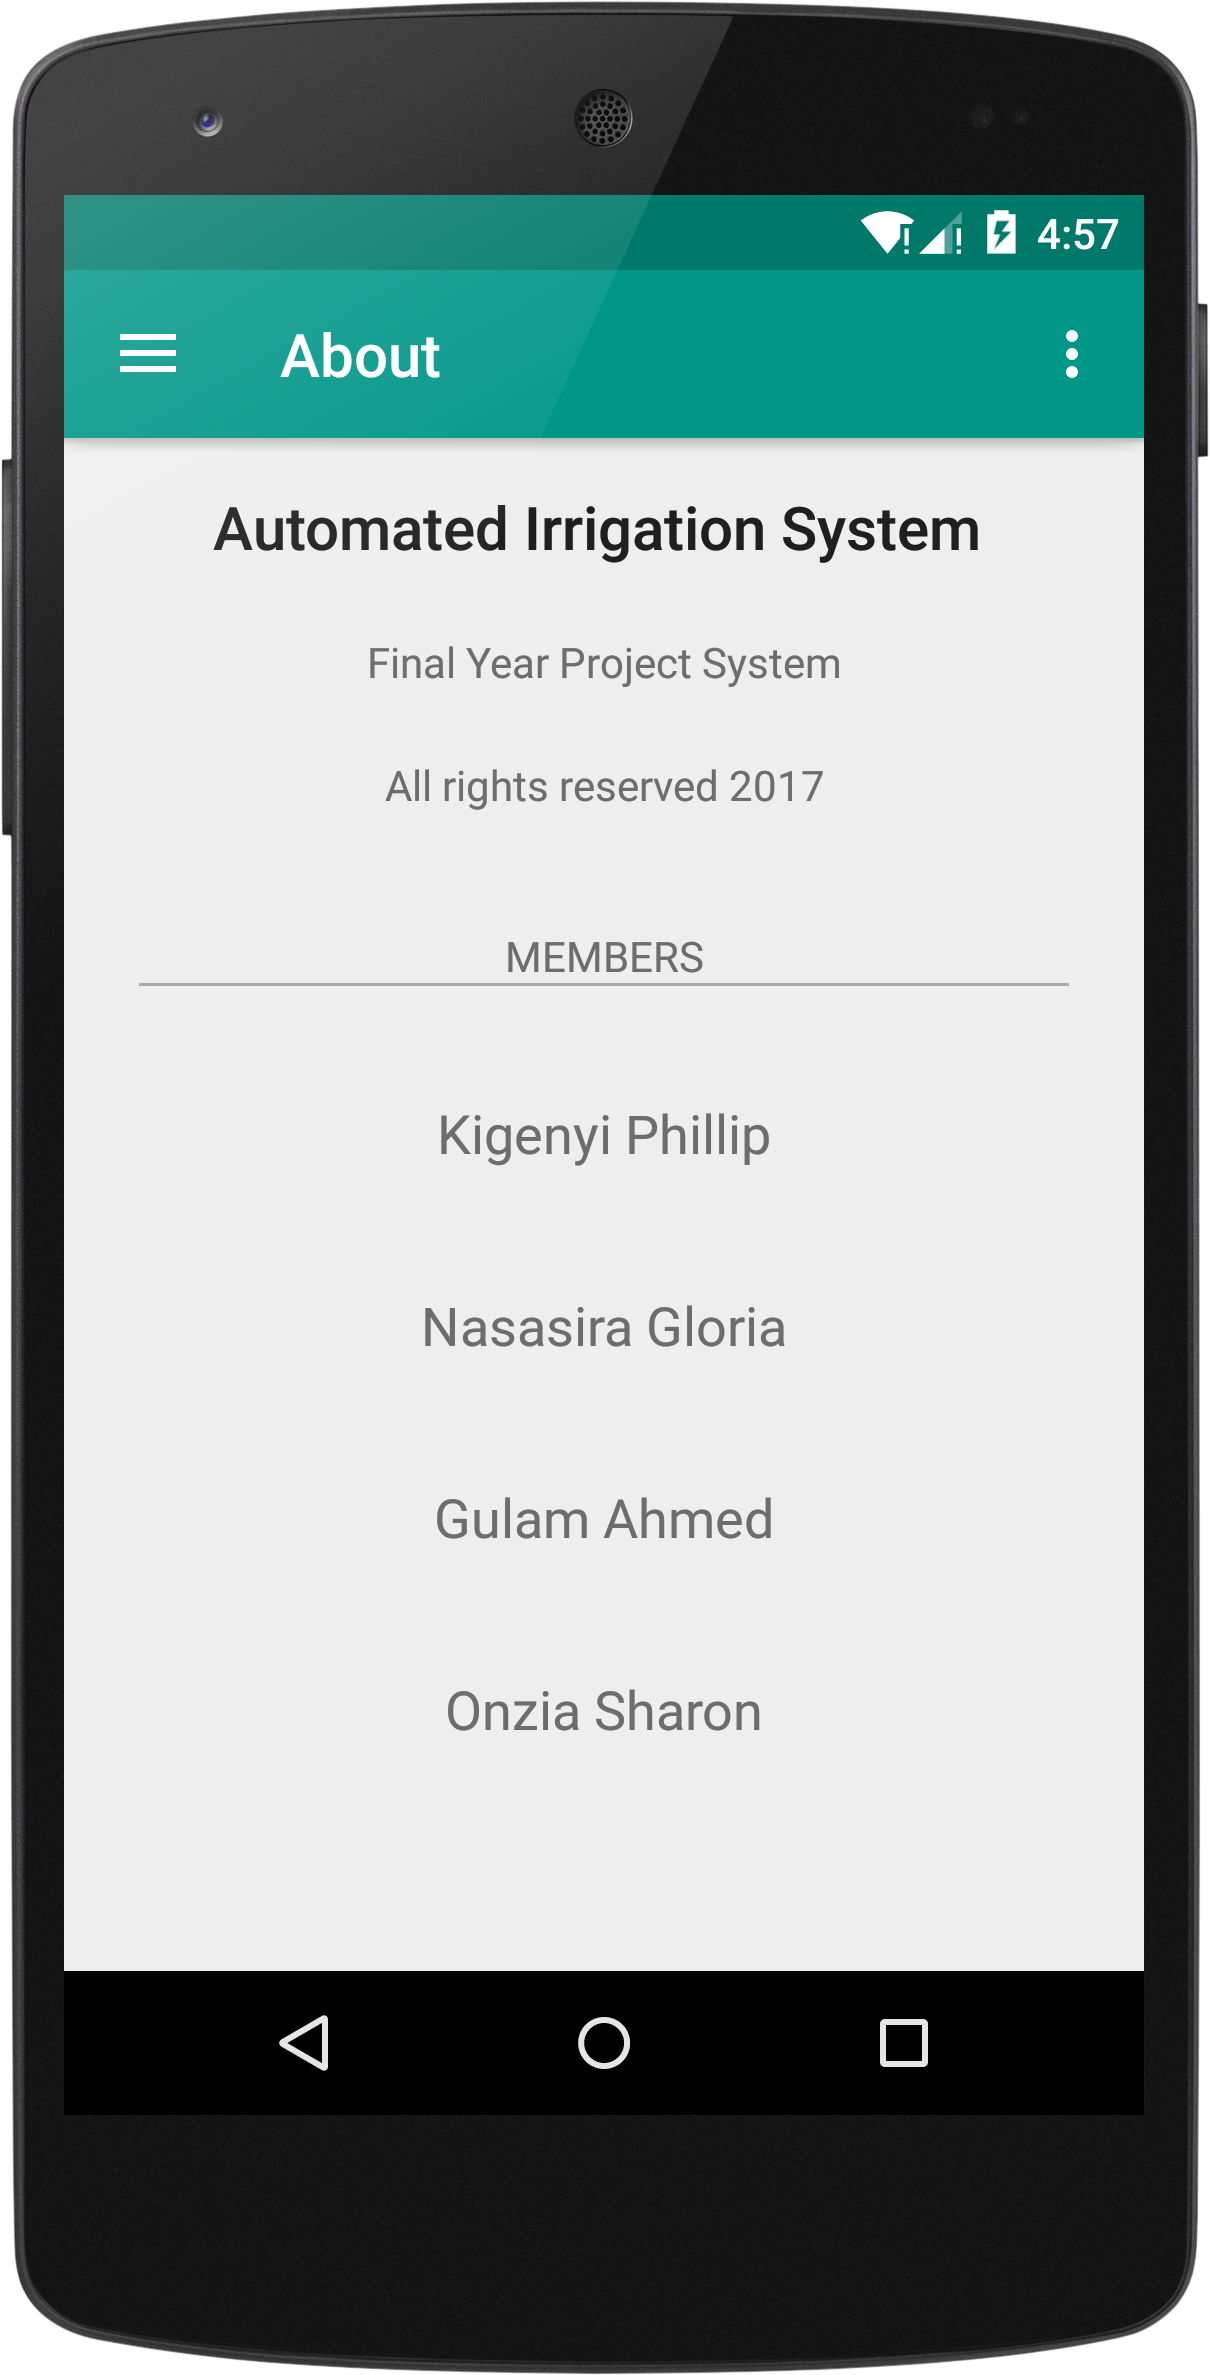 4:57
About
Automated Irrigation System
Final Year Project System
All rights reserved 2017
MEMBERS
Kigenyi Phillip
Nasasira Gloria
Gulam Ahmed
Onzia Sharon